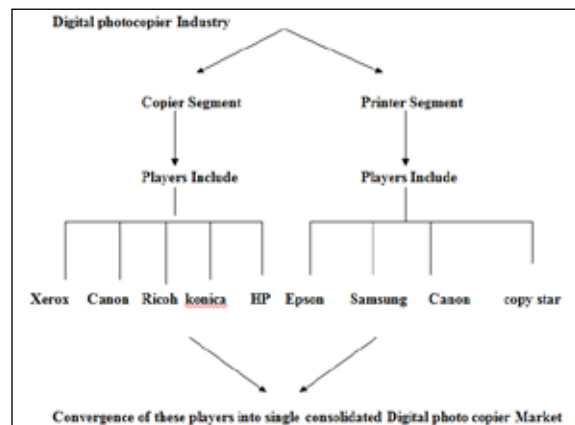 Digital photocopier Industry
Copier Segment Printer Segment
Players Include Players Include
Xerox Canon Ricoh konica HP Epson Samsung Canon copy star
Convergence of these players into single consolidated Digital photo copier Market